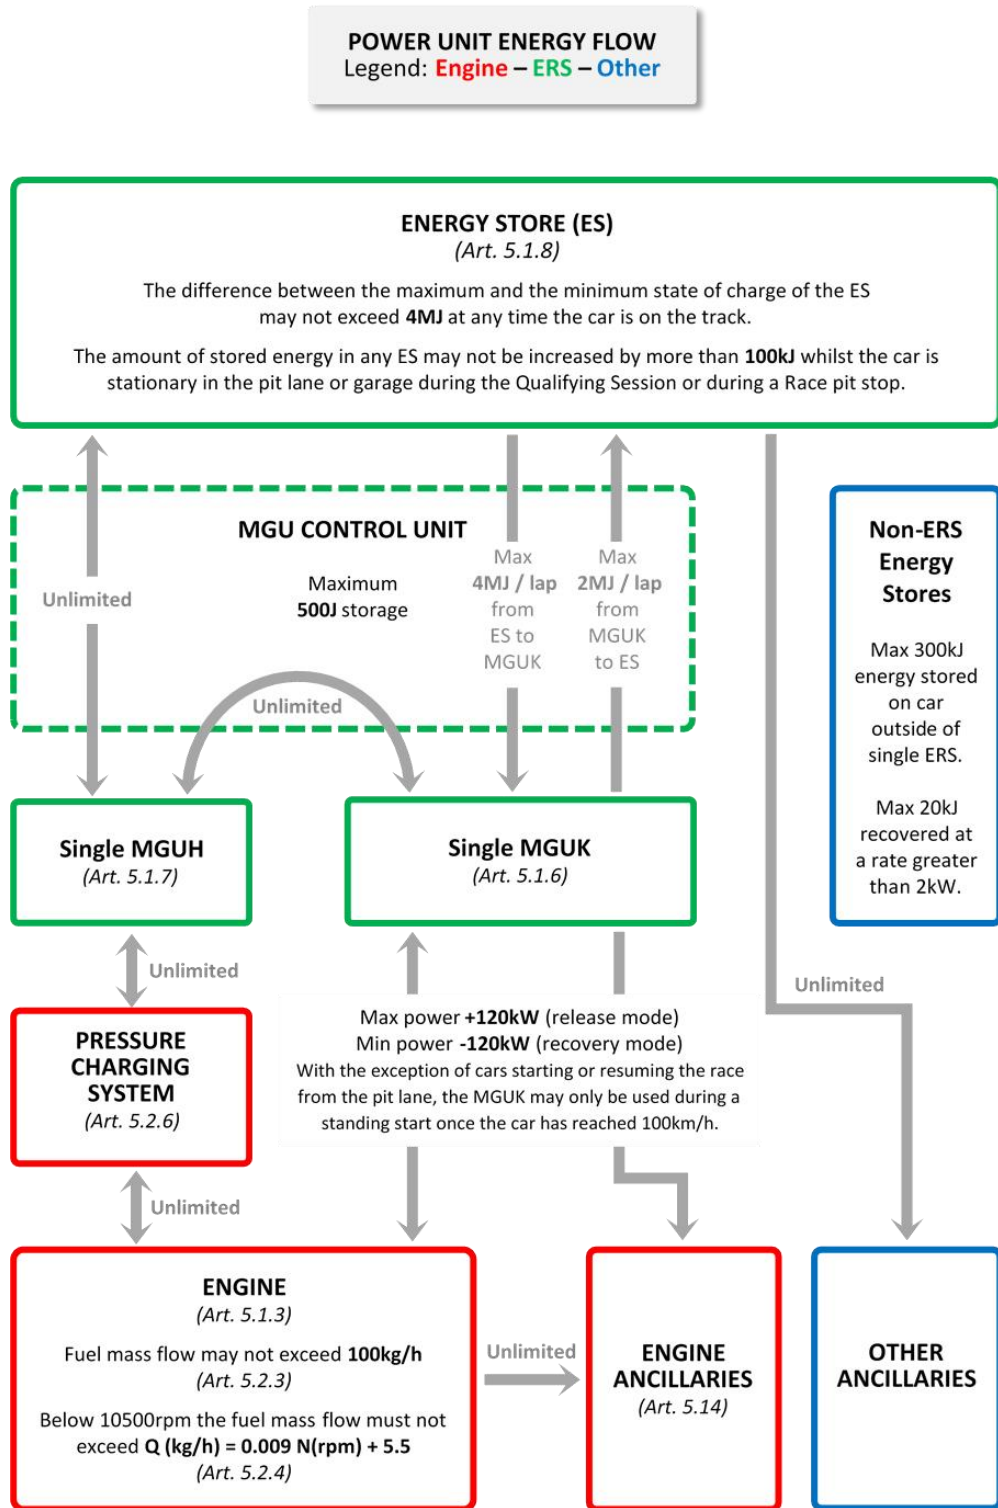 POWER UNIT ENERGY FLOW
Legend: Engine – ERS – Other
ENERGY STORE (ES)
(Art. 5.1.8)
The difference between the maximum and the minimum state of charge of the ES
may not exceed 4MJ at any time the car is on the track.
The amount of stored energy in any ES may not be increased by more than 100kJ whilst the car is
stationary in the pit lane or garage during the Qualifying Session or during a Race pit stop.
Unlimited
MGU CONTROL UNIT
Maximum
500J storage
Max
4MJ / lap
from
ES to
MGUK
Max
2MJ / lap
from
MGUK
to ES
Unlimited
Non-ERS
Energy
Stores
Max 300kJ
energy stored
on car
outside of
single ERS.
Max 20kJ
recovered at
a rate greater
than 2kW.
Single MGUH
(Art. 5.1.7)
Single MGUK
(Art. 5.1.6)
Unlimited
Unlimited
PRESSURE
CHARGING
SYSTEM
(Art. 5.2.6)
Max power +120kW (release mode)
Min power -120kW (recovery mode)
With the exception of cars starting or resuming the race
from the pit lane, the MGUK may only be used during a
standing start once the car has reached 100km/h.
Unlimited
ENGINE
(Art. 5.1.3)
Fuel mass flow may not exceed 100kg/h
(Art. 5.2.3)
Below 10500rpm the fuel mass flow must not
exceed Q (kg/h) = 0.009 N(rpm) + 5.5
(Art. 5.2.4)
Unlimited
ENGINE
ANCILLARIES
(Art. 5.14)
OTHER
ANCILLARIES